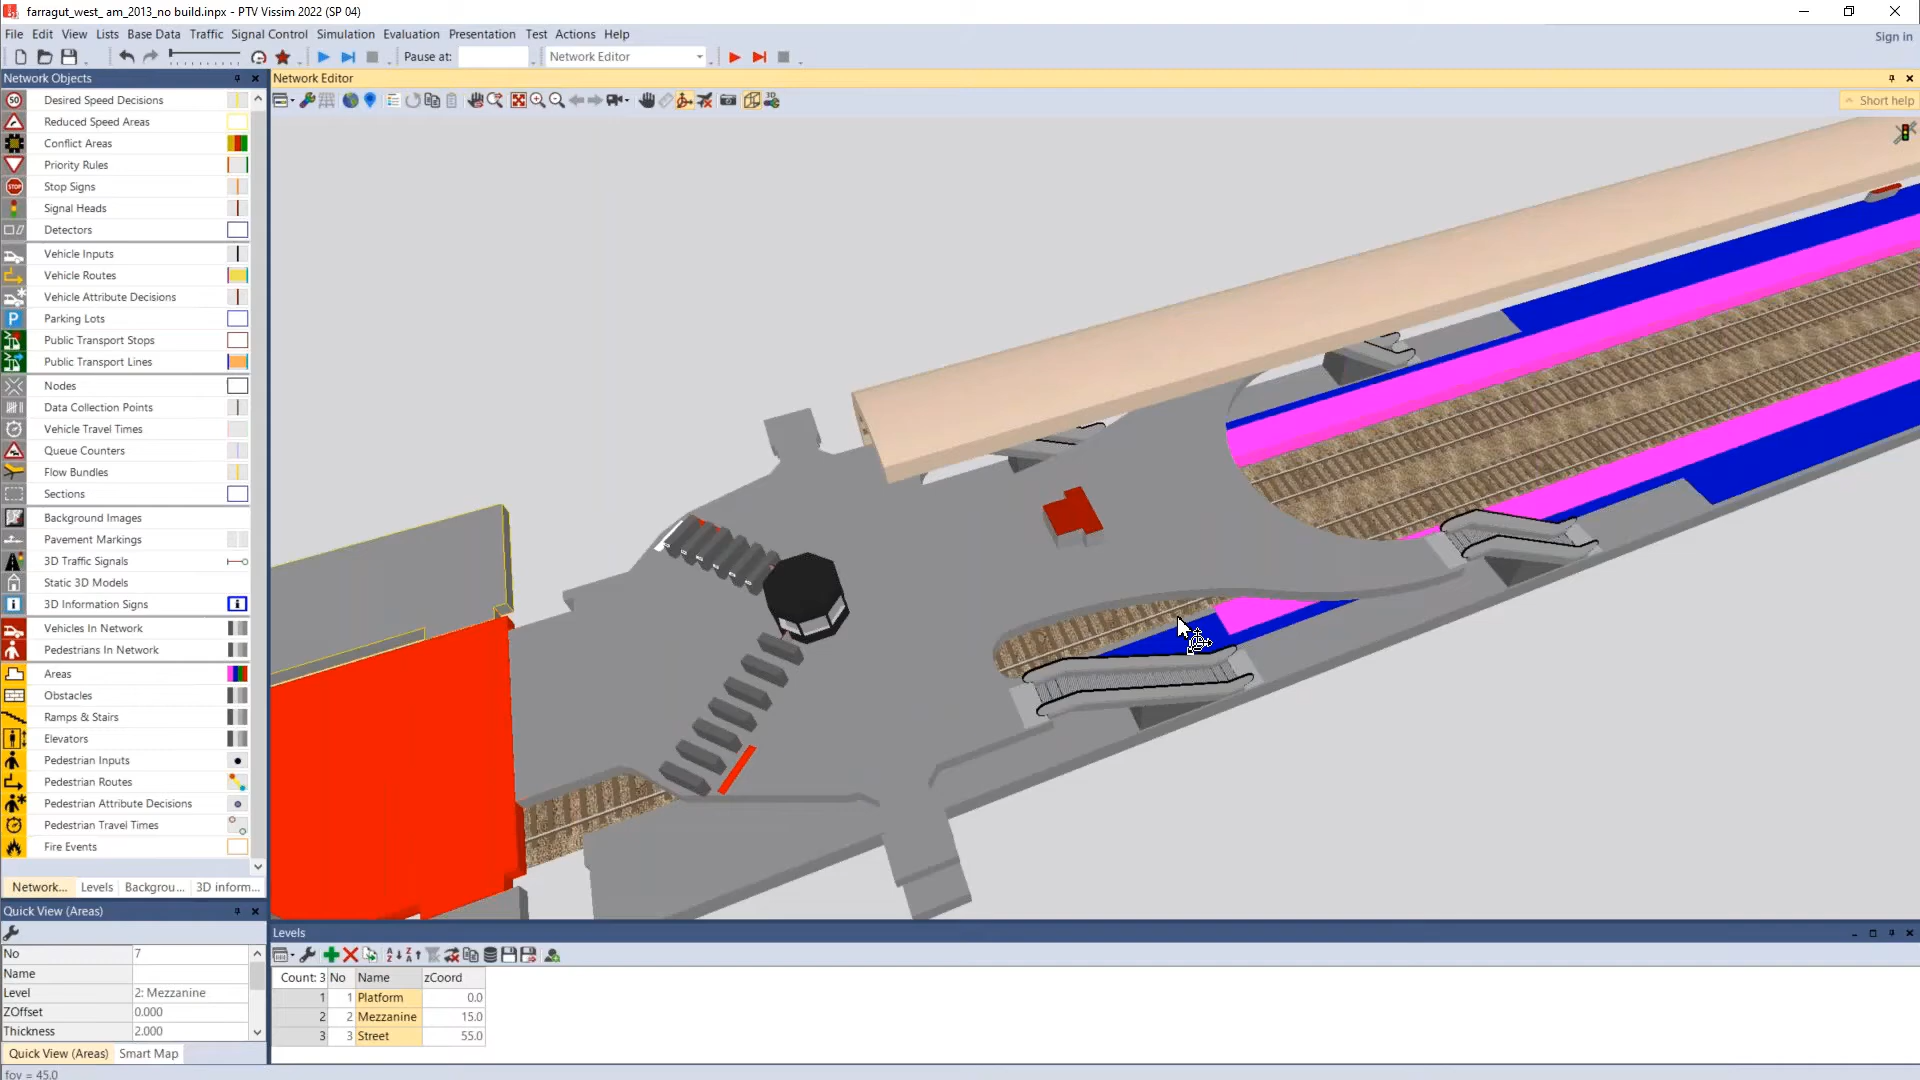 farragut_west_ am_2013_no build.inpx - PTV Vissim 2022 (SP 04)
File Edit View Lists Base Data Traffic Signal Control Simulation Evaluation Presentation Test Actions Help
Sign in
Pause at: Network Editor
Network Objects
Network Editor
Short help
50 Desired Speed Decisions
Reduced Speed Areas
Conflict Areas
Priority Rules
STOP Stop Signs
Signal Heads
Detectors
Vehicle Inputs
Vehicle Routes
Vehicle Attribute Decisions
P Parking Lots
Public Transport Stops
Public Transport Lines
Nodes
Data Collection Points
Vehicle Travel Times
Queue Counters
Flow Bundles
Sections
Background Images
Pavement Markings
3D Traffic Signals
Static 3D Models
3D Information Signs
Vehicles In Network
Pedestrians In Network
Areas
Obstacles
Ramps & Stairs
Elevators
Pedestrian Inputs
Pedestrian Routes
Pedestrian Attribute Decisions
Pedestrian Travel Times
Fire Events
Network... Levels Backgrou... 3D inform...
Quick View (Areas)
No 7
Name
Level 2: Mezzanine
ZOffset 0.000
Thickness 2.000
Quick View (Areas) Smart Map
fov = 45.0
Levels
Count: 3 No Name zCoord
1 1 Platform 0.0
2 2 Mezzanine 15.0
3 3 Street 55.0